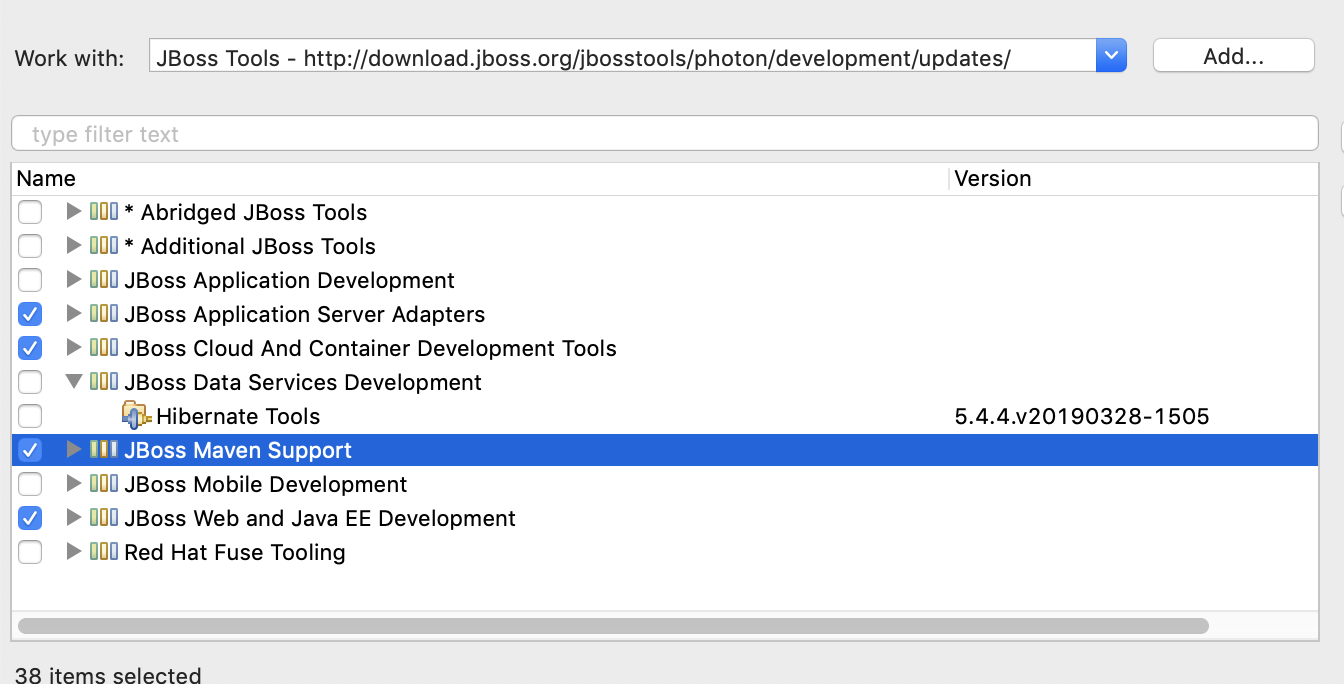 Work with: JBoss Tools - http://download.jboss.org/jbosstools/photon/development/updates/ Add...
type filter text
Name Version
* Abridged JBoss Tools
* Additional JBoss Tools
JBoss Application Development
JBoss Application Server Adapters
JBoss Cloud And Container Development Tools
JBoss Data Services Development
Hibernate Tools 5.4.4.v20190328-1505
JBoss Maven Support
JBoss Mobile Development
JBoss Web and Java EE Development
Red Hat Fuse Tooling
38 items selected